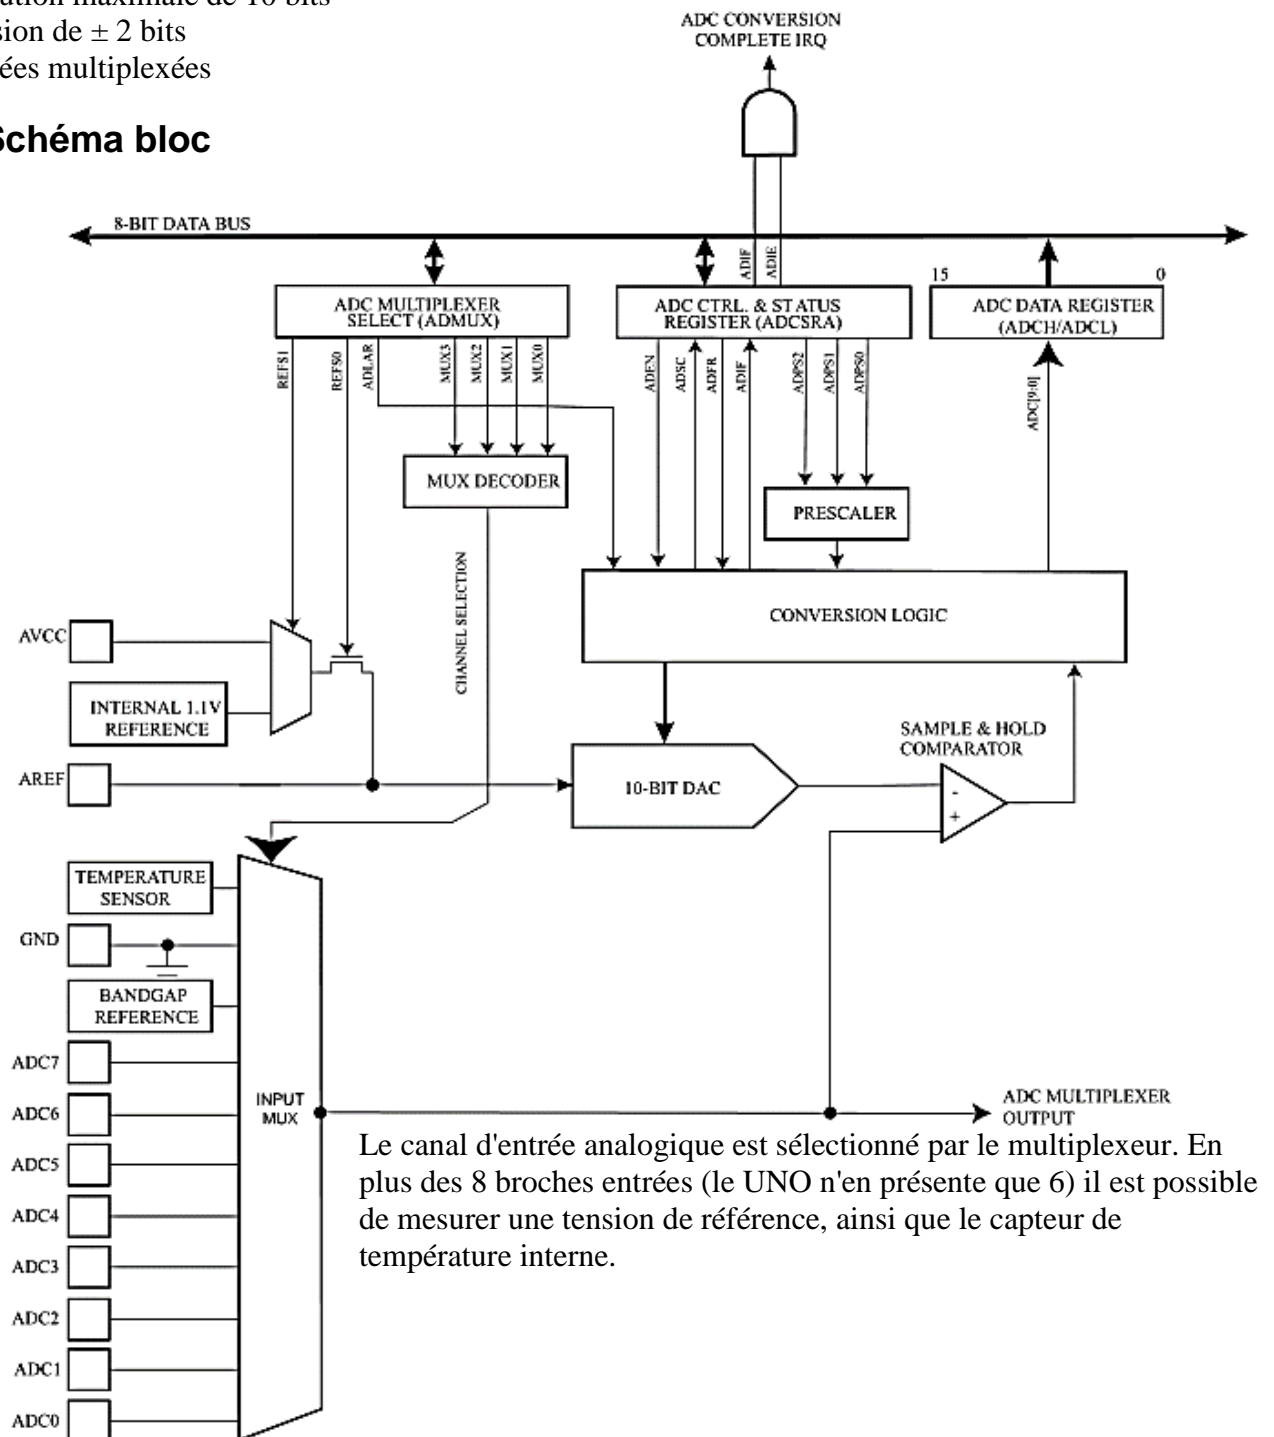 ution maximale de 10 bits
sion de ± 2 bits
ées multiplexées
Schéma bloc
ADC CONVERSION
COMPLETE IRQ
8-BIT DATA BUS
ADIF
ADIE
15
0
ADC MULTIPLEXER
SELECT (ADMUX)
ADC CTRL. & STATUS
REGISTER (ADCSRA)
ADC DATA REGISTER
(ADCH/ADCL)
REFS1
REFS0
ADLAR
MUX3
MUX2
MUX1
MUX0
ADEN
ADSC
ADFR
ADIF
ADPS2
ADPS1
ADPS0
ADC[9:0]
MUX DECODER
PRESCALER
CHANNEL SELECTION
CONVERSION LOGIC
AVCC
INTERNAL 1.1V
REFERENCE
AREF
SAMPLE & HOLD
COMPARATOR
10-BIT DAC
-
+
TEMPERATURE
SENSOR
GND
BANDGAP
REFERENCE
ADC7
ADC6
ADC5
ADC4
ADC3
ADC2
ADC1
ADC0
INPUT
MUX
ADC MULTIPLEXER
OUTPUT
Le canal d'entrée analogique est sélectionné par le multiplexeur. En
plus des 8 broches entrées (le UNO n'en présente que 6) il est possible
de mesurer une tension de référence, ainsi que le capteur de
température interne.